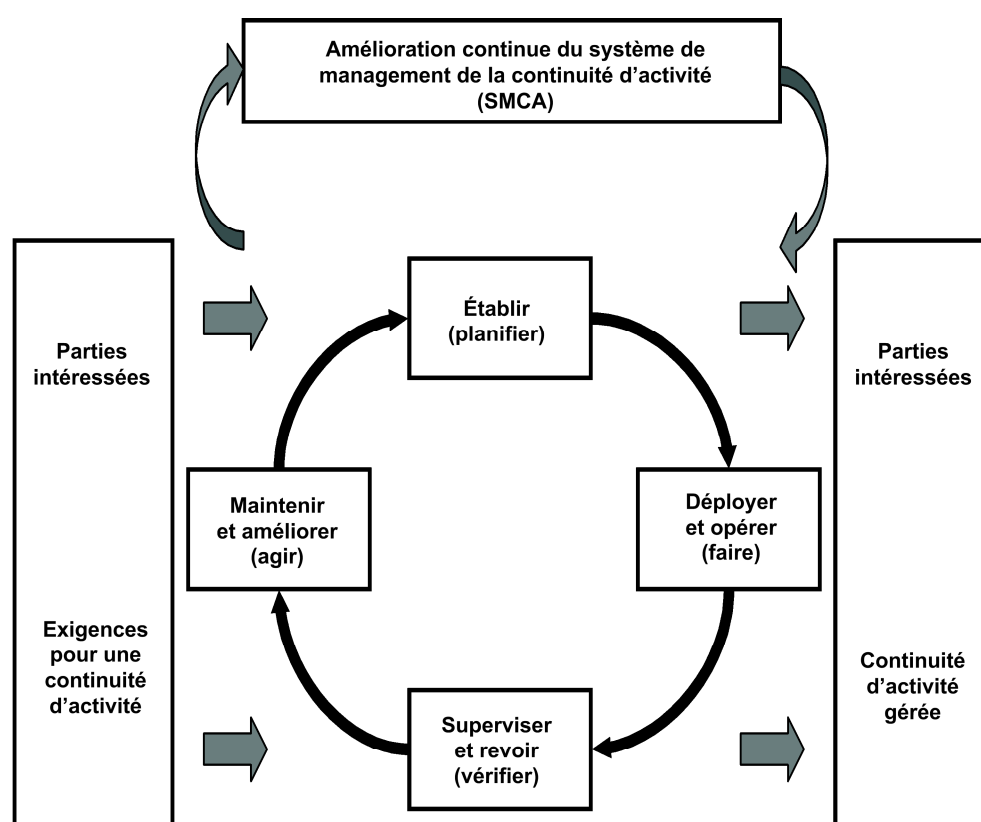 Amélioration continue du système de
management de la continuité d’activité
(SMCA)
Établir
(planifier)
Parties
intéressées
Parties
intéressées
Maintenir
et améliorer
(agir)
Déployer
et opérer
(faire)
Exigences
pour une
continuité
d’activité
Continuité
d’activité
gérée
Superviser
et revoir
(vérifier)